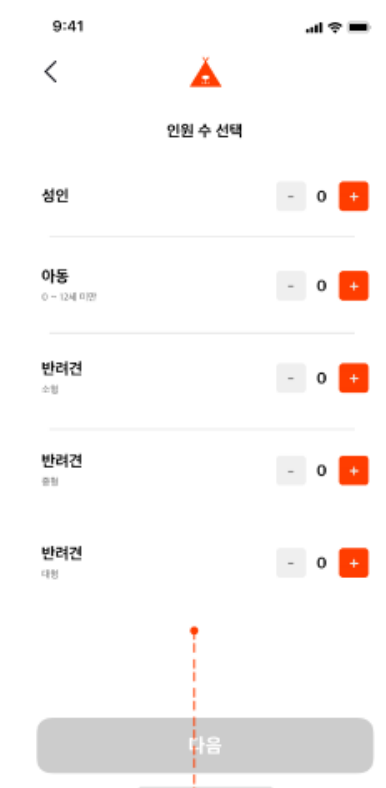 9:41
인원 수 선택
성인
- 0 +
아동
0 ~ 12세 미만
- 0 +
반려견
소형
- 0 +
반려견
중형
- 0 +
반려견
대형
- 0 +
다음